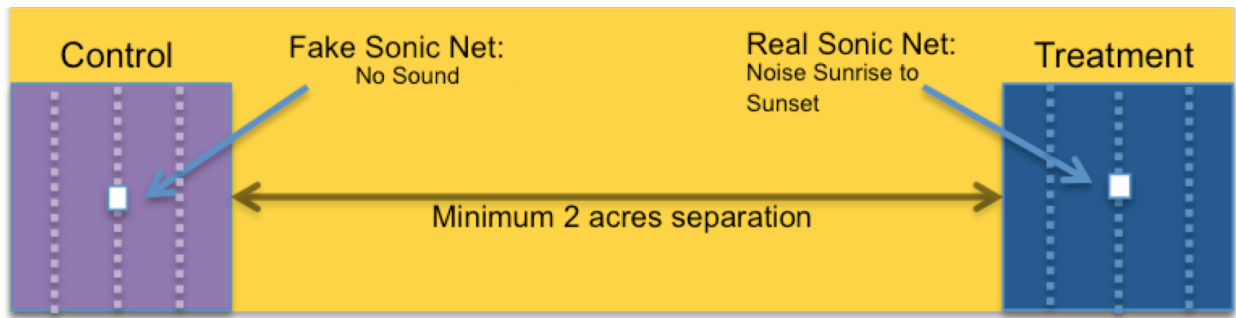 Control
Fake Sonic Net:
No Sound
Real Sonic Net:
Noise Sunrise to
Sunset
Treatment
Minimum 2 acres separation